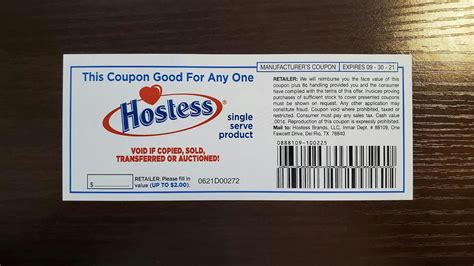 MANUFACTURER'S COUPON EXPIRES 09 - 30 - 21
This Coupon Good For Any One
Hostess®
single
serve
product
VOID IF COPIED, SOLD,
TRANSFERRED OR AUCTIONED!
$
RETAILER: Please fill in
value (UP TO $2.00).
0621D00272
RETAILER: We will reimburse you the face value of this
coupon plus 8¢ handling provided you and the consumer
have complied with the terms of this offer. Invoices proving
purchases of sufficient stock to cover presented coupons
must be shown on request. Any other application may constitute
fraud. Coupon void where prohibited, taxed or
restricted. Consumer must pay any sales tax. Cash value
.001¢. Reproduction of this coupon is expressly prohibited.
Mail to: Hostess Brands, LLC, Inmar Dept. # 88109, One
Fawcett Drive, Del Rio, TX 78840
0888109-100225